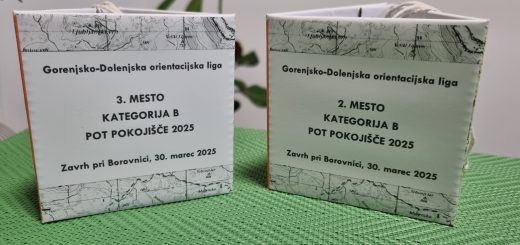 Gorenjsko-Dolenjska orientacijska liga
3. MESTO
KATEGORIJA B
POT POKOJIŠČE 2025
Zavrh pri Borovnici, 30. marec 2025
Gorenjsko-Dolenjska orientacijska liga
2. MESTO
KATEGORIJA B
POT POKOJIŠČE 2025
Zavrh pri Borovnici, 30. marec 2025